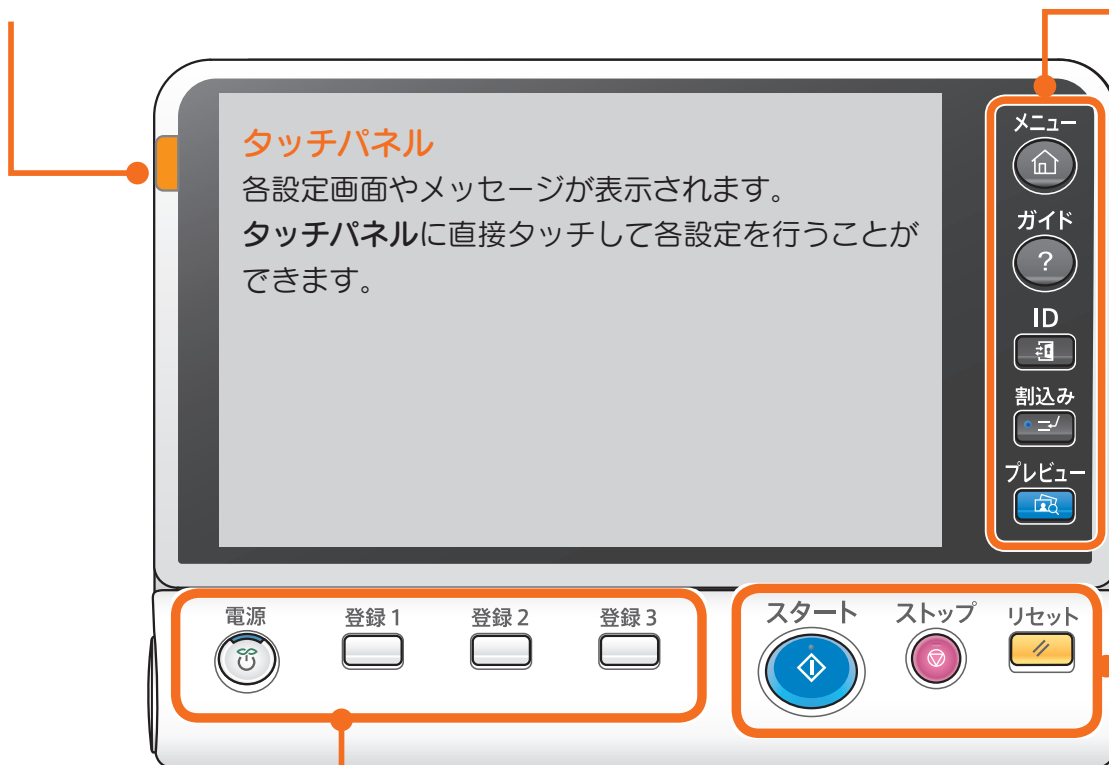 タッチパネル
各設定画面やメッセージが表示されます。
タッチパネルに直接タッチして各設定を行うことが
できます。
メニュー
ガイド
?
ID
割込み
プレビュー
電源
登録 1
登録 2
登録 3
スタート
ストップ
リセット